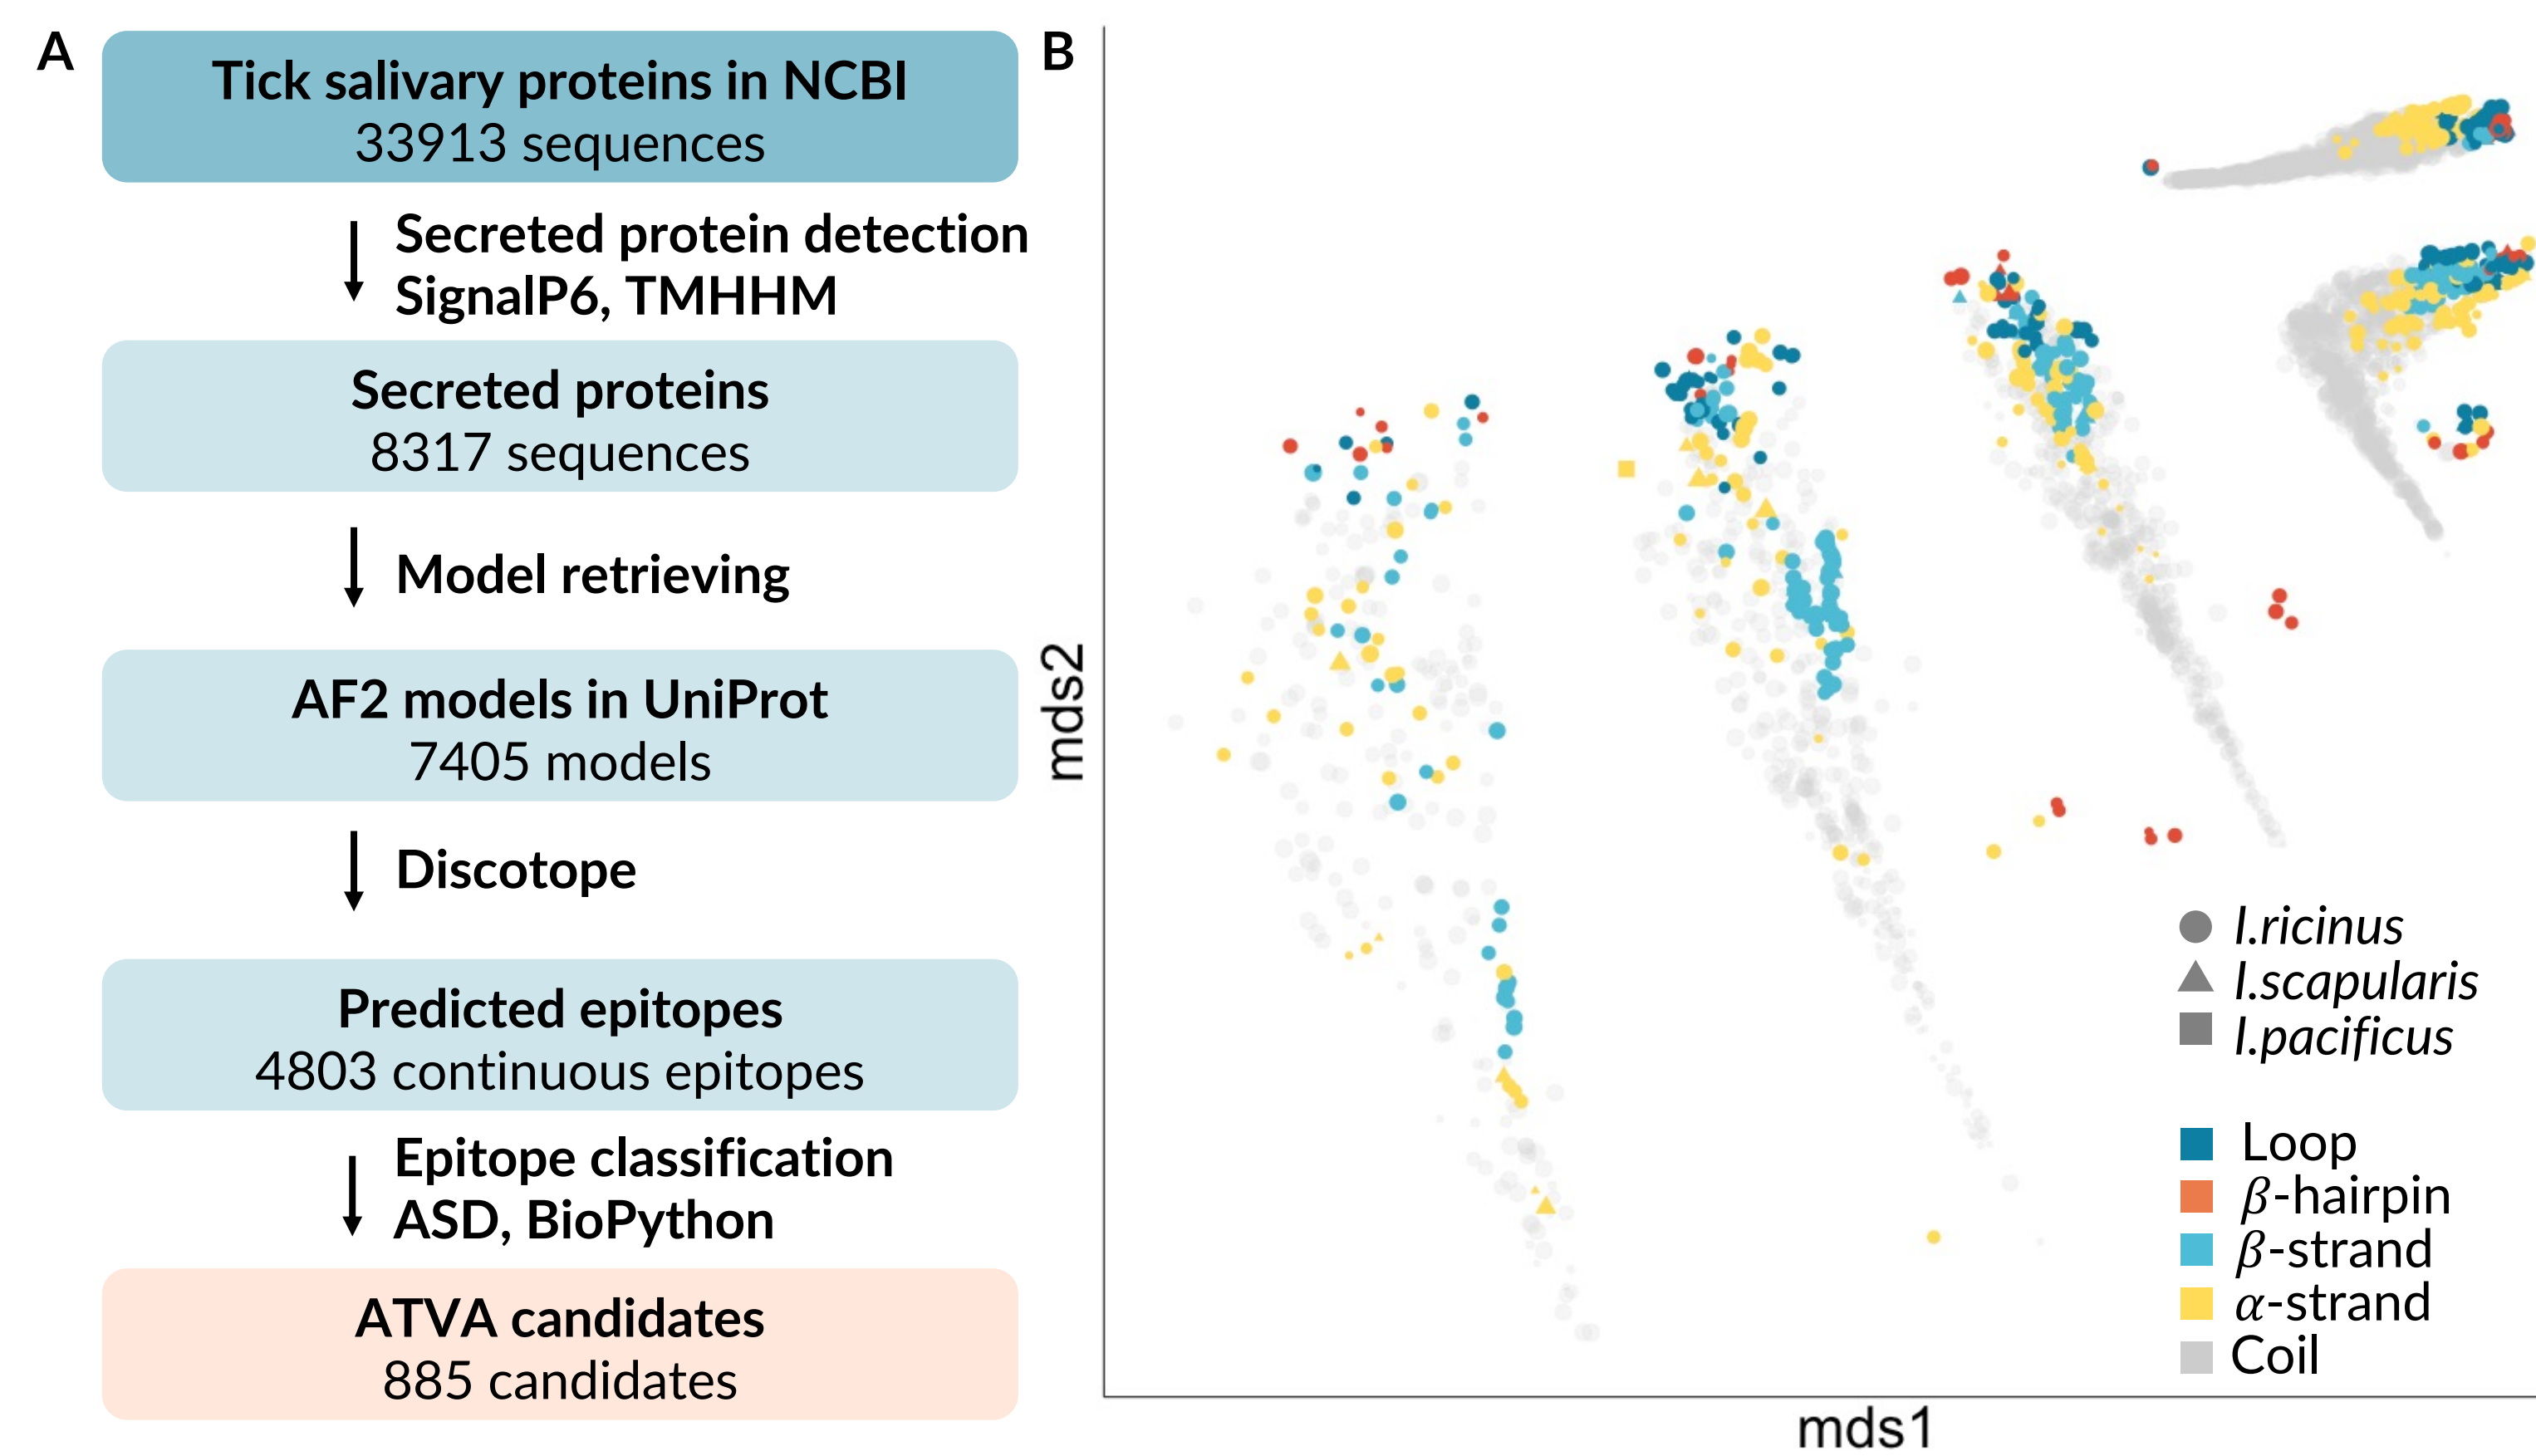 A
Tick salivary proteins in NCBI
33913 sequences
Secreted protein detection
SignalP6, TMHHM
Secreted proteins
8317 sequences
Model retrieving
AF2 models in UniProt
7405 models
Discotope
Predicted epitopes
4803 continuous epitopes
Epitope classification
ASD, BioPython
ATVA candidates
885 candidates
B
mds2
mds1
I.ricinus
I.scapularis
I.pacificus
Loop
β-hairpin
β-strand
α-strand
Coil